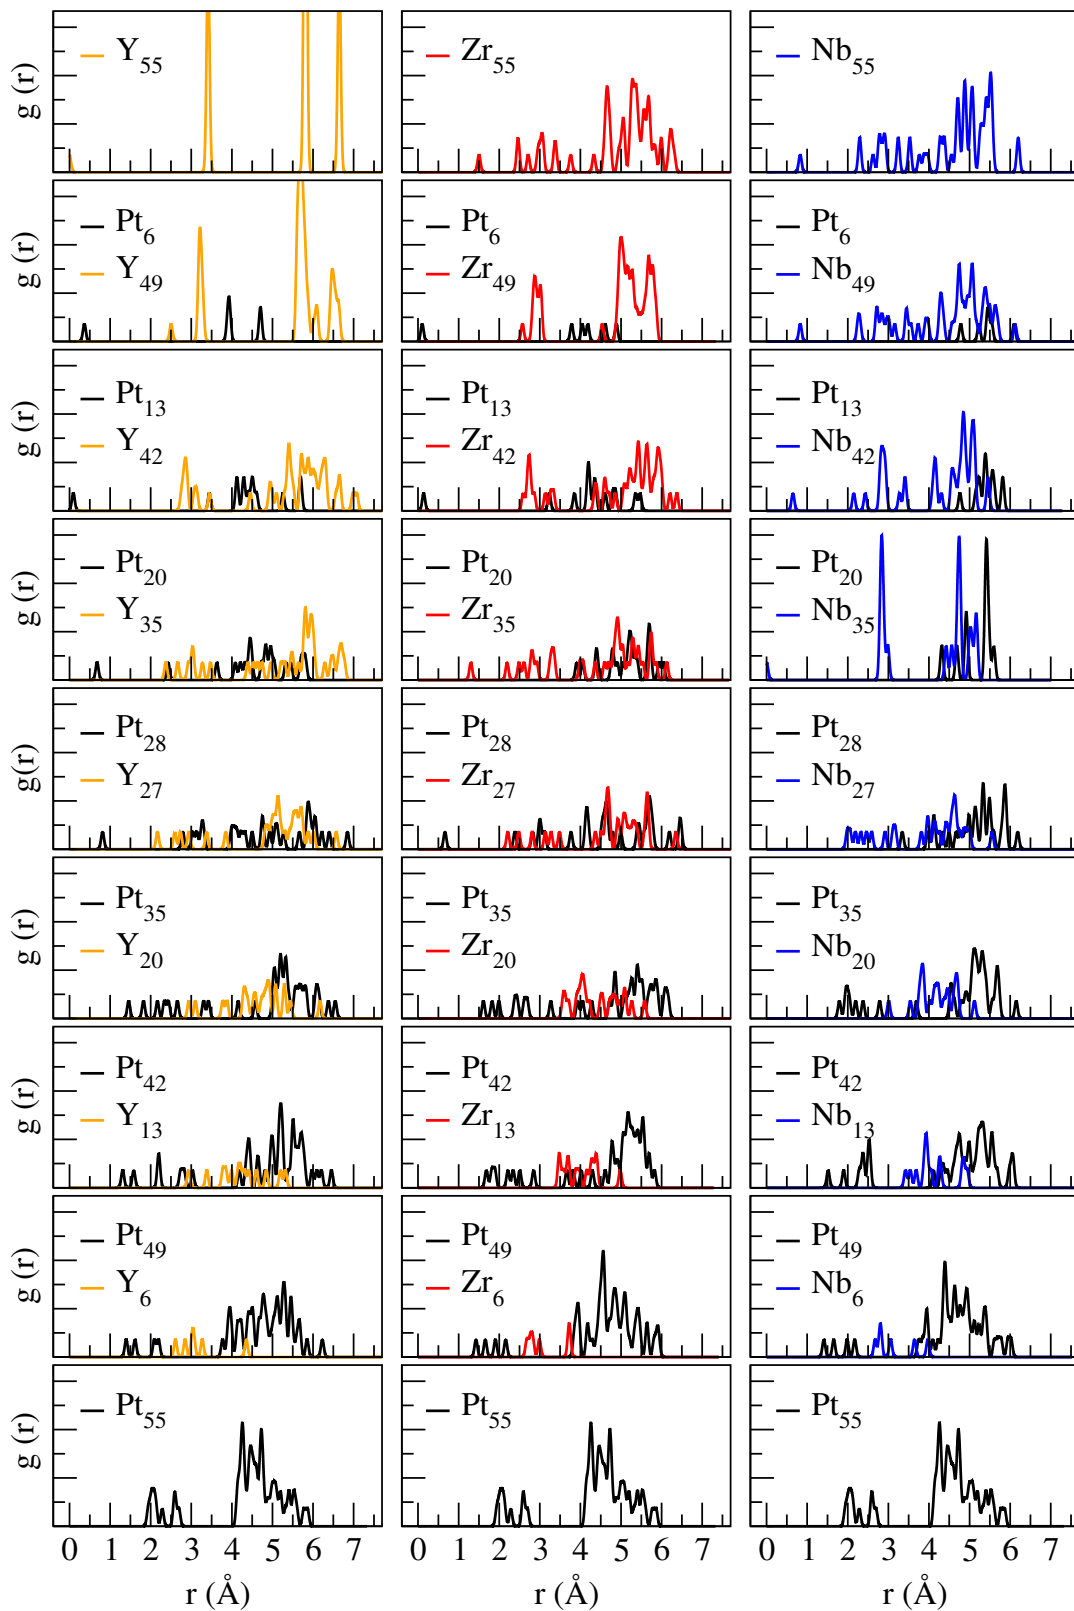 g (r) Y55 Zr55 Nb55
g (r) Pt6 Pt6 Pt6
Y49 Zr49 Nb49
g (r) Pt13 Pt13 Pt13
Y42 Zr42 Nb42
g (r) Pt20 Pt20 Pt20
Y35 Zr35 Nb35
g(r) Pt28 Pt28 Pt28
Y27 Zr27 Nb27
g (r) Pt35 Pt35 Pt35
Y20 Zr20 Nb20
g (r) Pt42 Pt42 Pt42
Y13 Zr13 Nb13
g (r) Pt49 Pt49 Pt49
Y6 Zr6 Nb6
g (r) Pt55 Pt55 Pt55
0 1 2 3 4 5 6 7 0 1 2 3 4 5 6 7 0 1 2 3 4 5 6 7
r (Å) r (Å) r (Å)